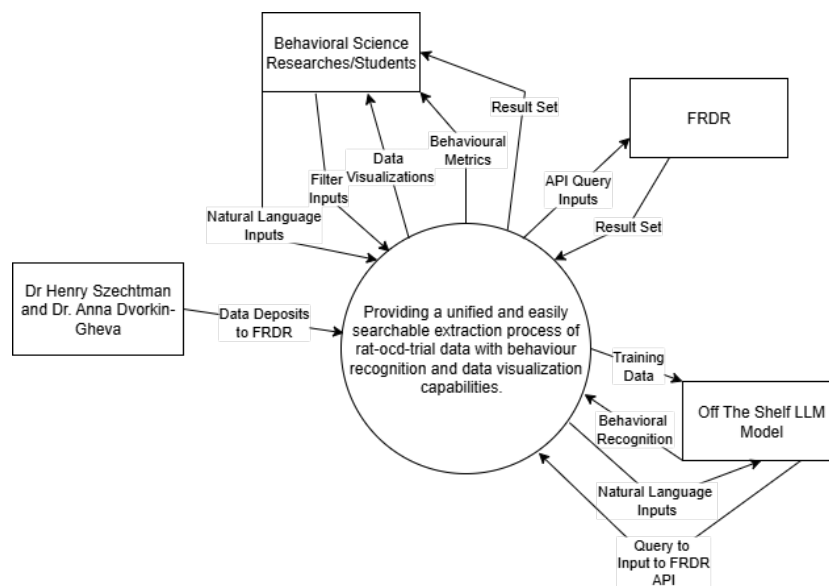 Behavioral Science
Researches/Students
FRDR
Result Set
Behavioural
Metrics
Data
Visualizations
Filter
Inputs
Natural Language
Inputs
API Query
Inputs
Result Set
Dr Henry Szechtman
and Dr. Anna Dvorkin-
Gheva
Data Deposits
to FRDR
Providing a unified and easily
searchable extraction process of
rat-ocd-trial data with behaviour
recognition and data visualization
capabilities.
Training
Data
Off The Shelf LLM
Model
Behavioral
Recognition
Natural Language
Inputs
Query to
Input to FRDR
API